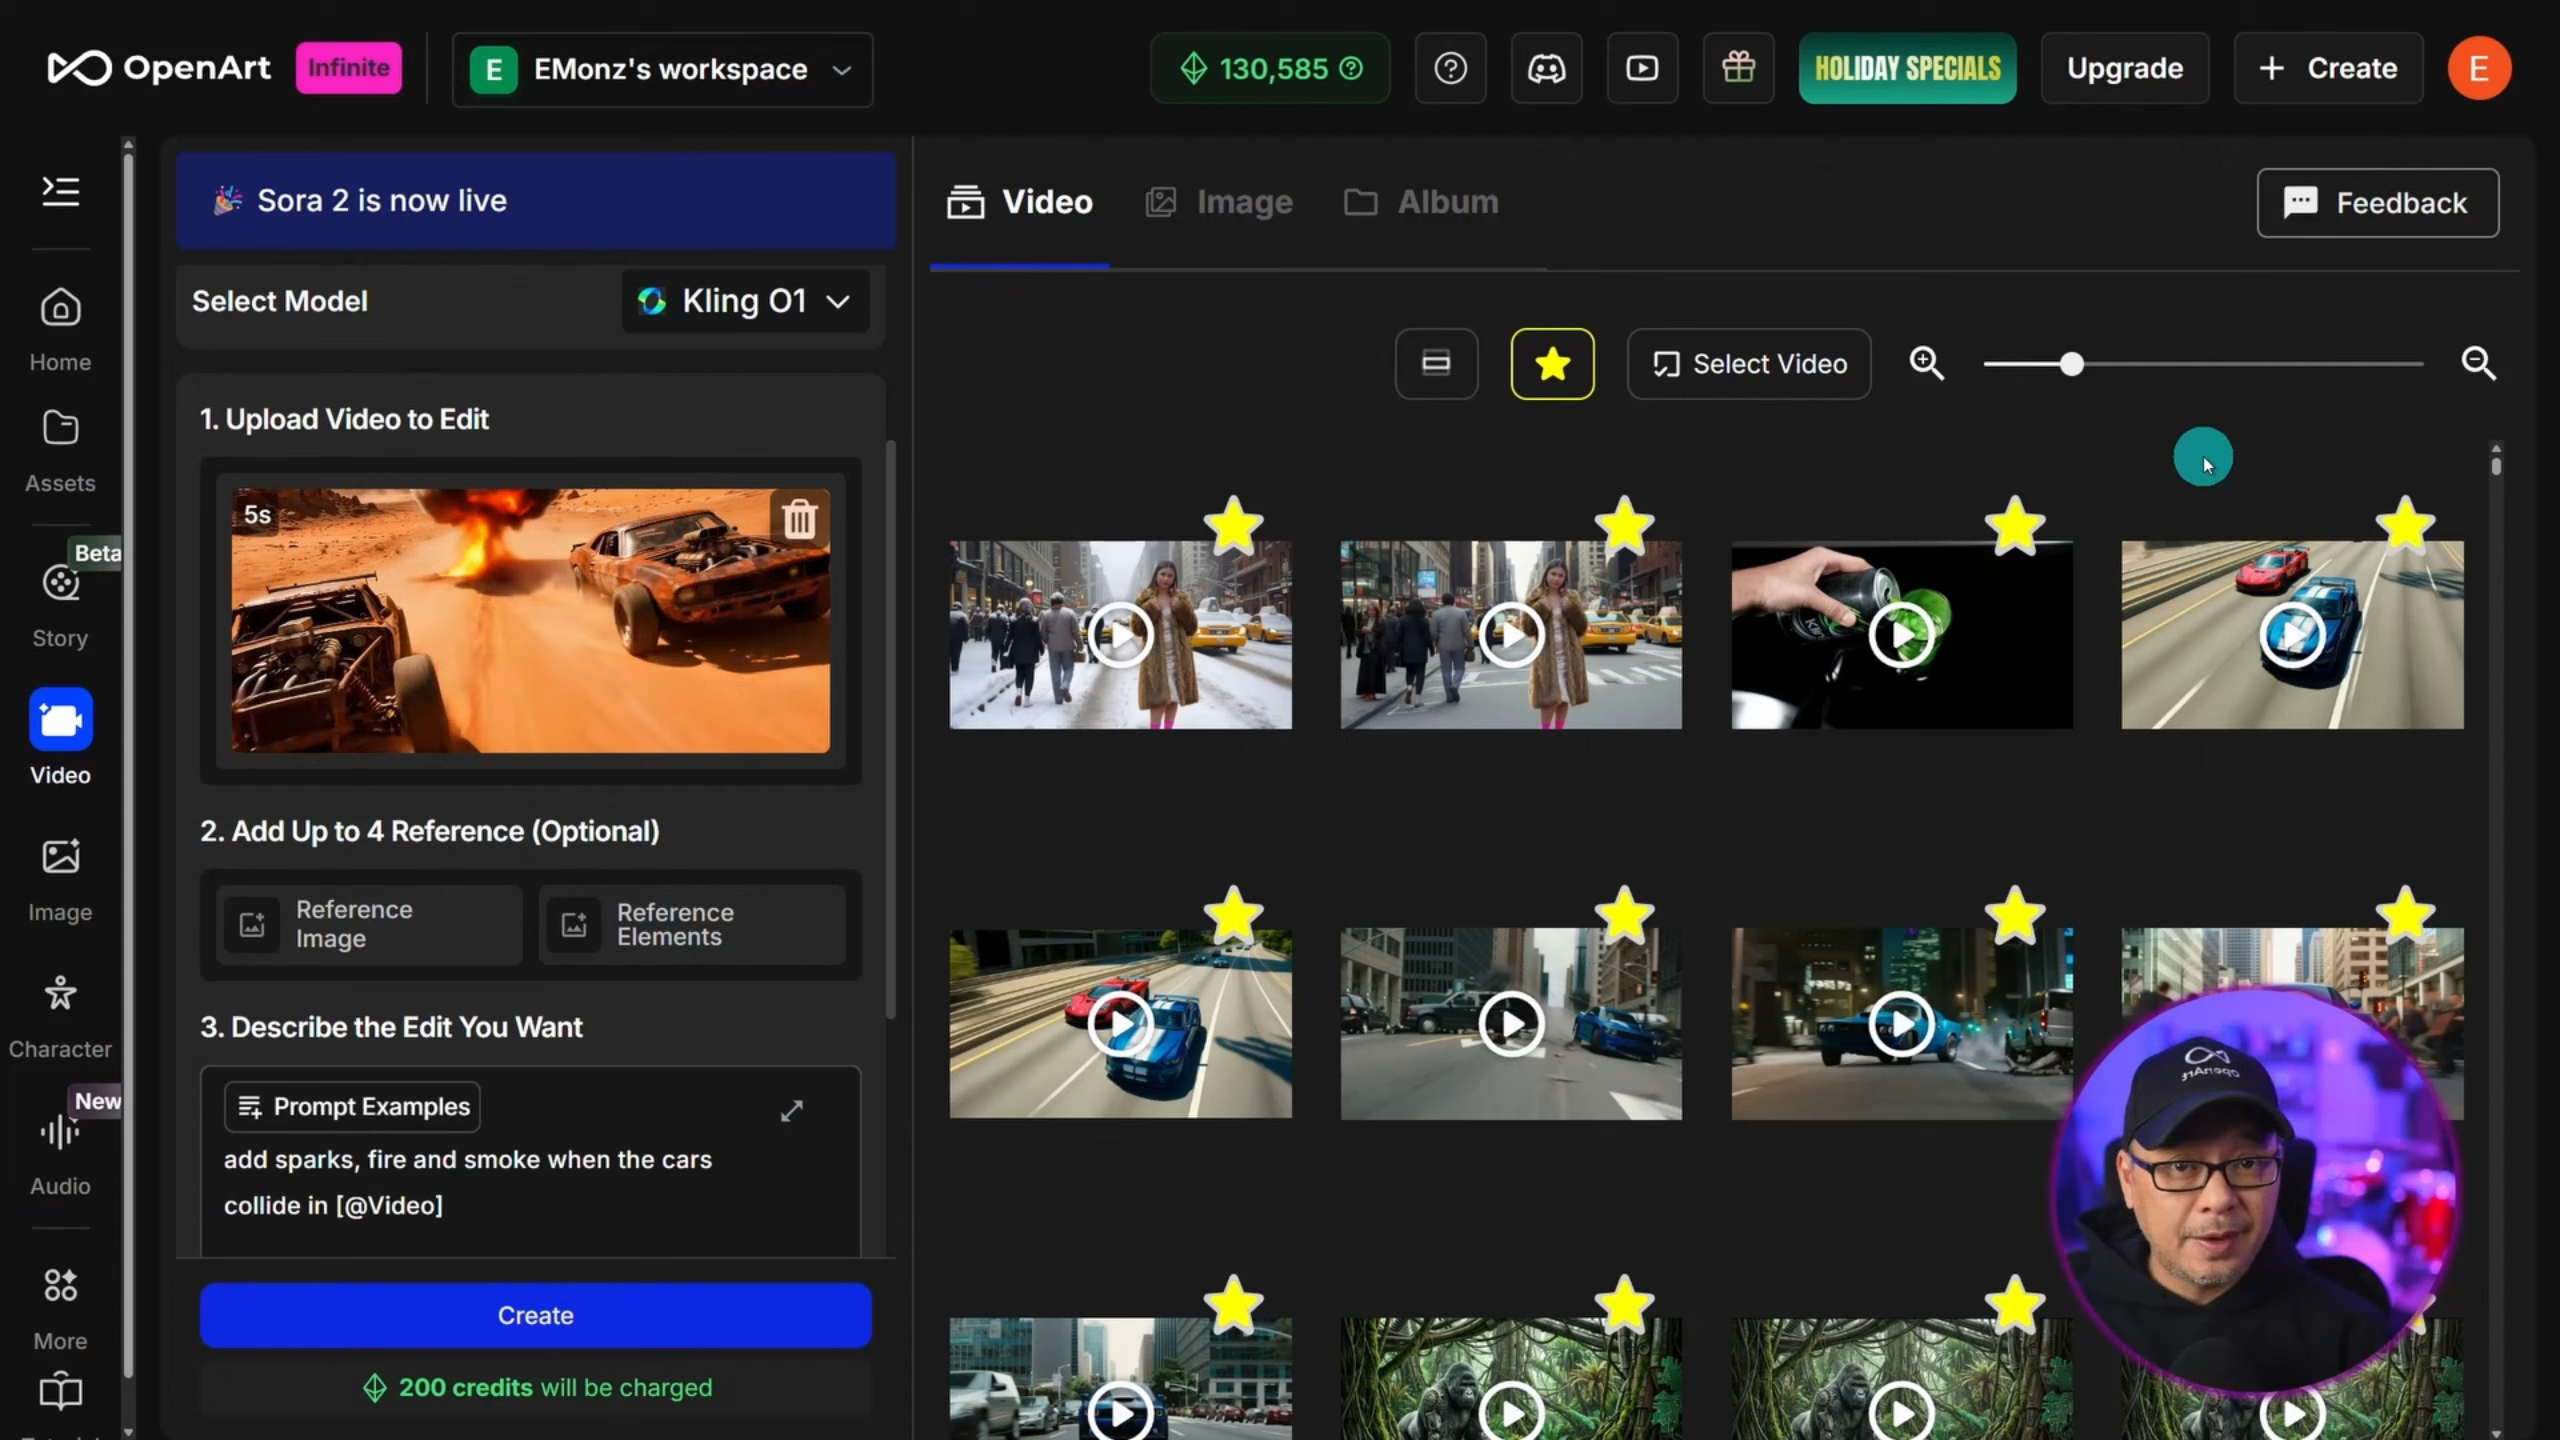 OpenArt
Infinite
E
EMonz's workspace
130,585
HOLIDAY SPECIALS
Upgrade
+ Create
E
Sora 2 is now live
Select Model
Kling O1
1. Upload Video to Edit
5s
2. Add Up to 4 Reference (Optional)
Reference
Image
Reference
Elements
3. Describe the Edit You Want
Prompt Examples
add sparks, fire and smoke when the cars
collide in [@Video]
Create
200 credits will be charged
Home
Assets
Beta
Story
Video
Image
Character
New
Audio
More
Video
Image
Album
Feedback
Select Video
OpenArt